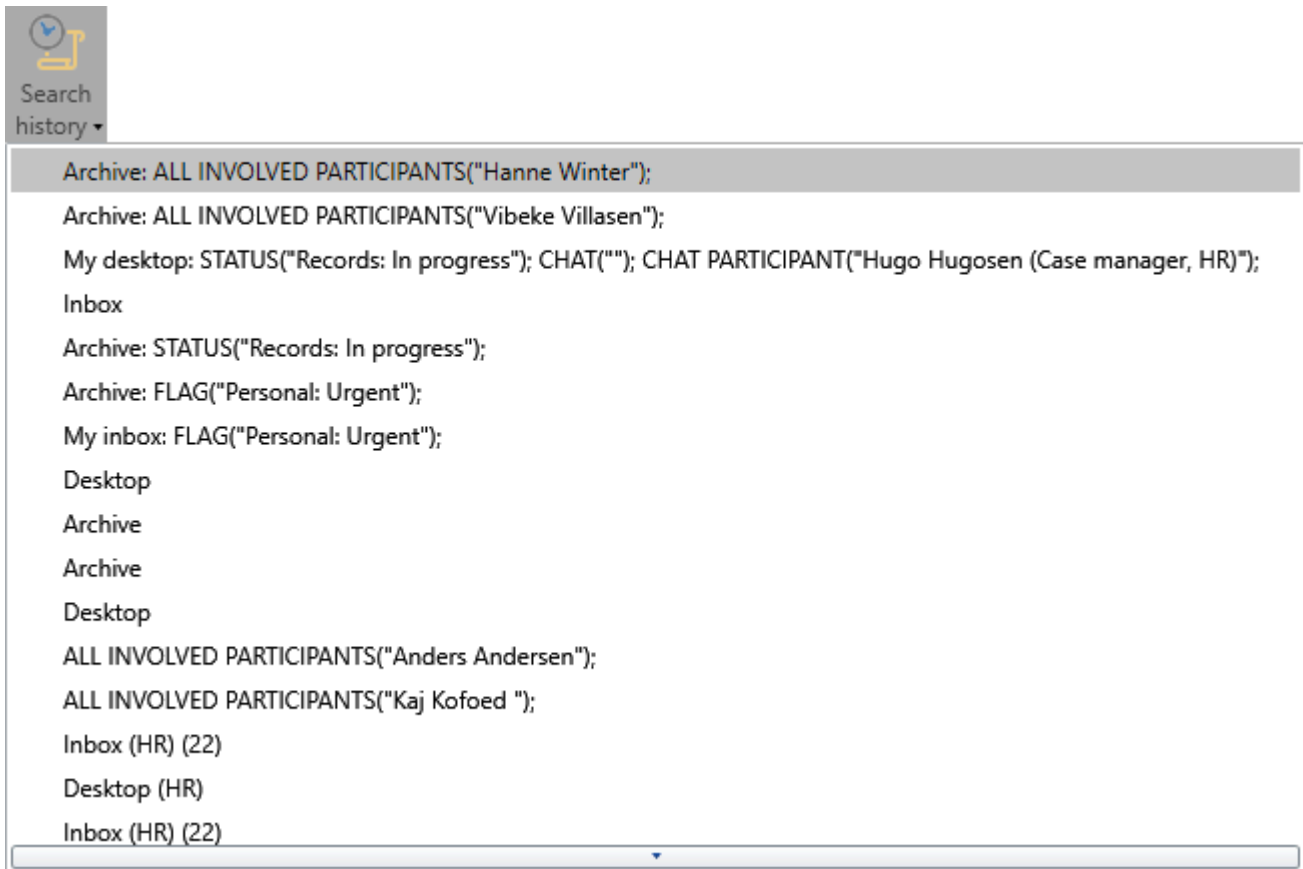 Search
history
Archive: ALL INVOLVED PARTICIPANTS("Hanne Winter");
Archive: ALL INVOLVED PARTICIPANTS("Vibeke Villasen");
My desktop: STATUS("Records: In progress"); CHAT(""); CHAT PARTICIPANT("Hugo Hugosen (Case manager, HR)");
Inbox
Archive: STATUS("Records: In progress");
Archive: FLAG("Personal: Urgent");
My inbox: FLAG("Personal: Urgent");
Desktop
Archive
Archive
Desktop
ALL INVOLVED PARTICIPANTS("Anders Andersen");
ALL INVOLVED PARTICIPANTS("Kaj Kofoed ");
Inbox (HR) (22)
Desktop (HR)
Inbox (HR) (22)